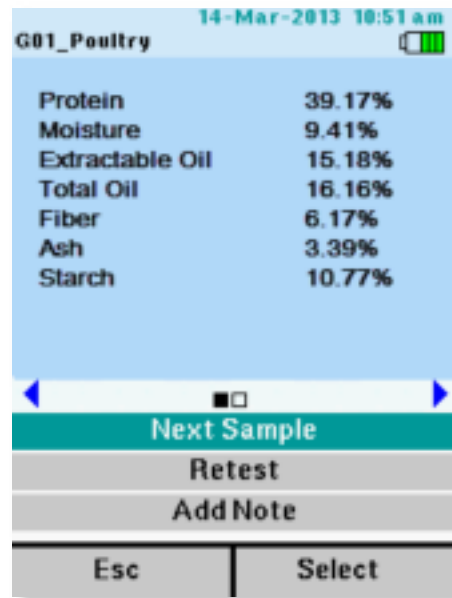 14-Mar-2013 10:51 am
G01_Poultry
Protein 39.17%
Moisture 9.41%
Extractable Oil 15.18%
Total Oil 16.16%
Fiber 6.17%
Ash 3.39%
Starch 10.77%
Next Sample
Retest
Add Note
Esc Select